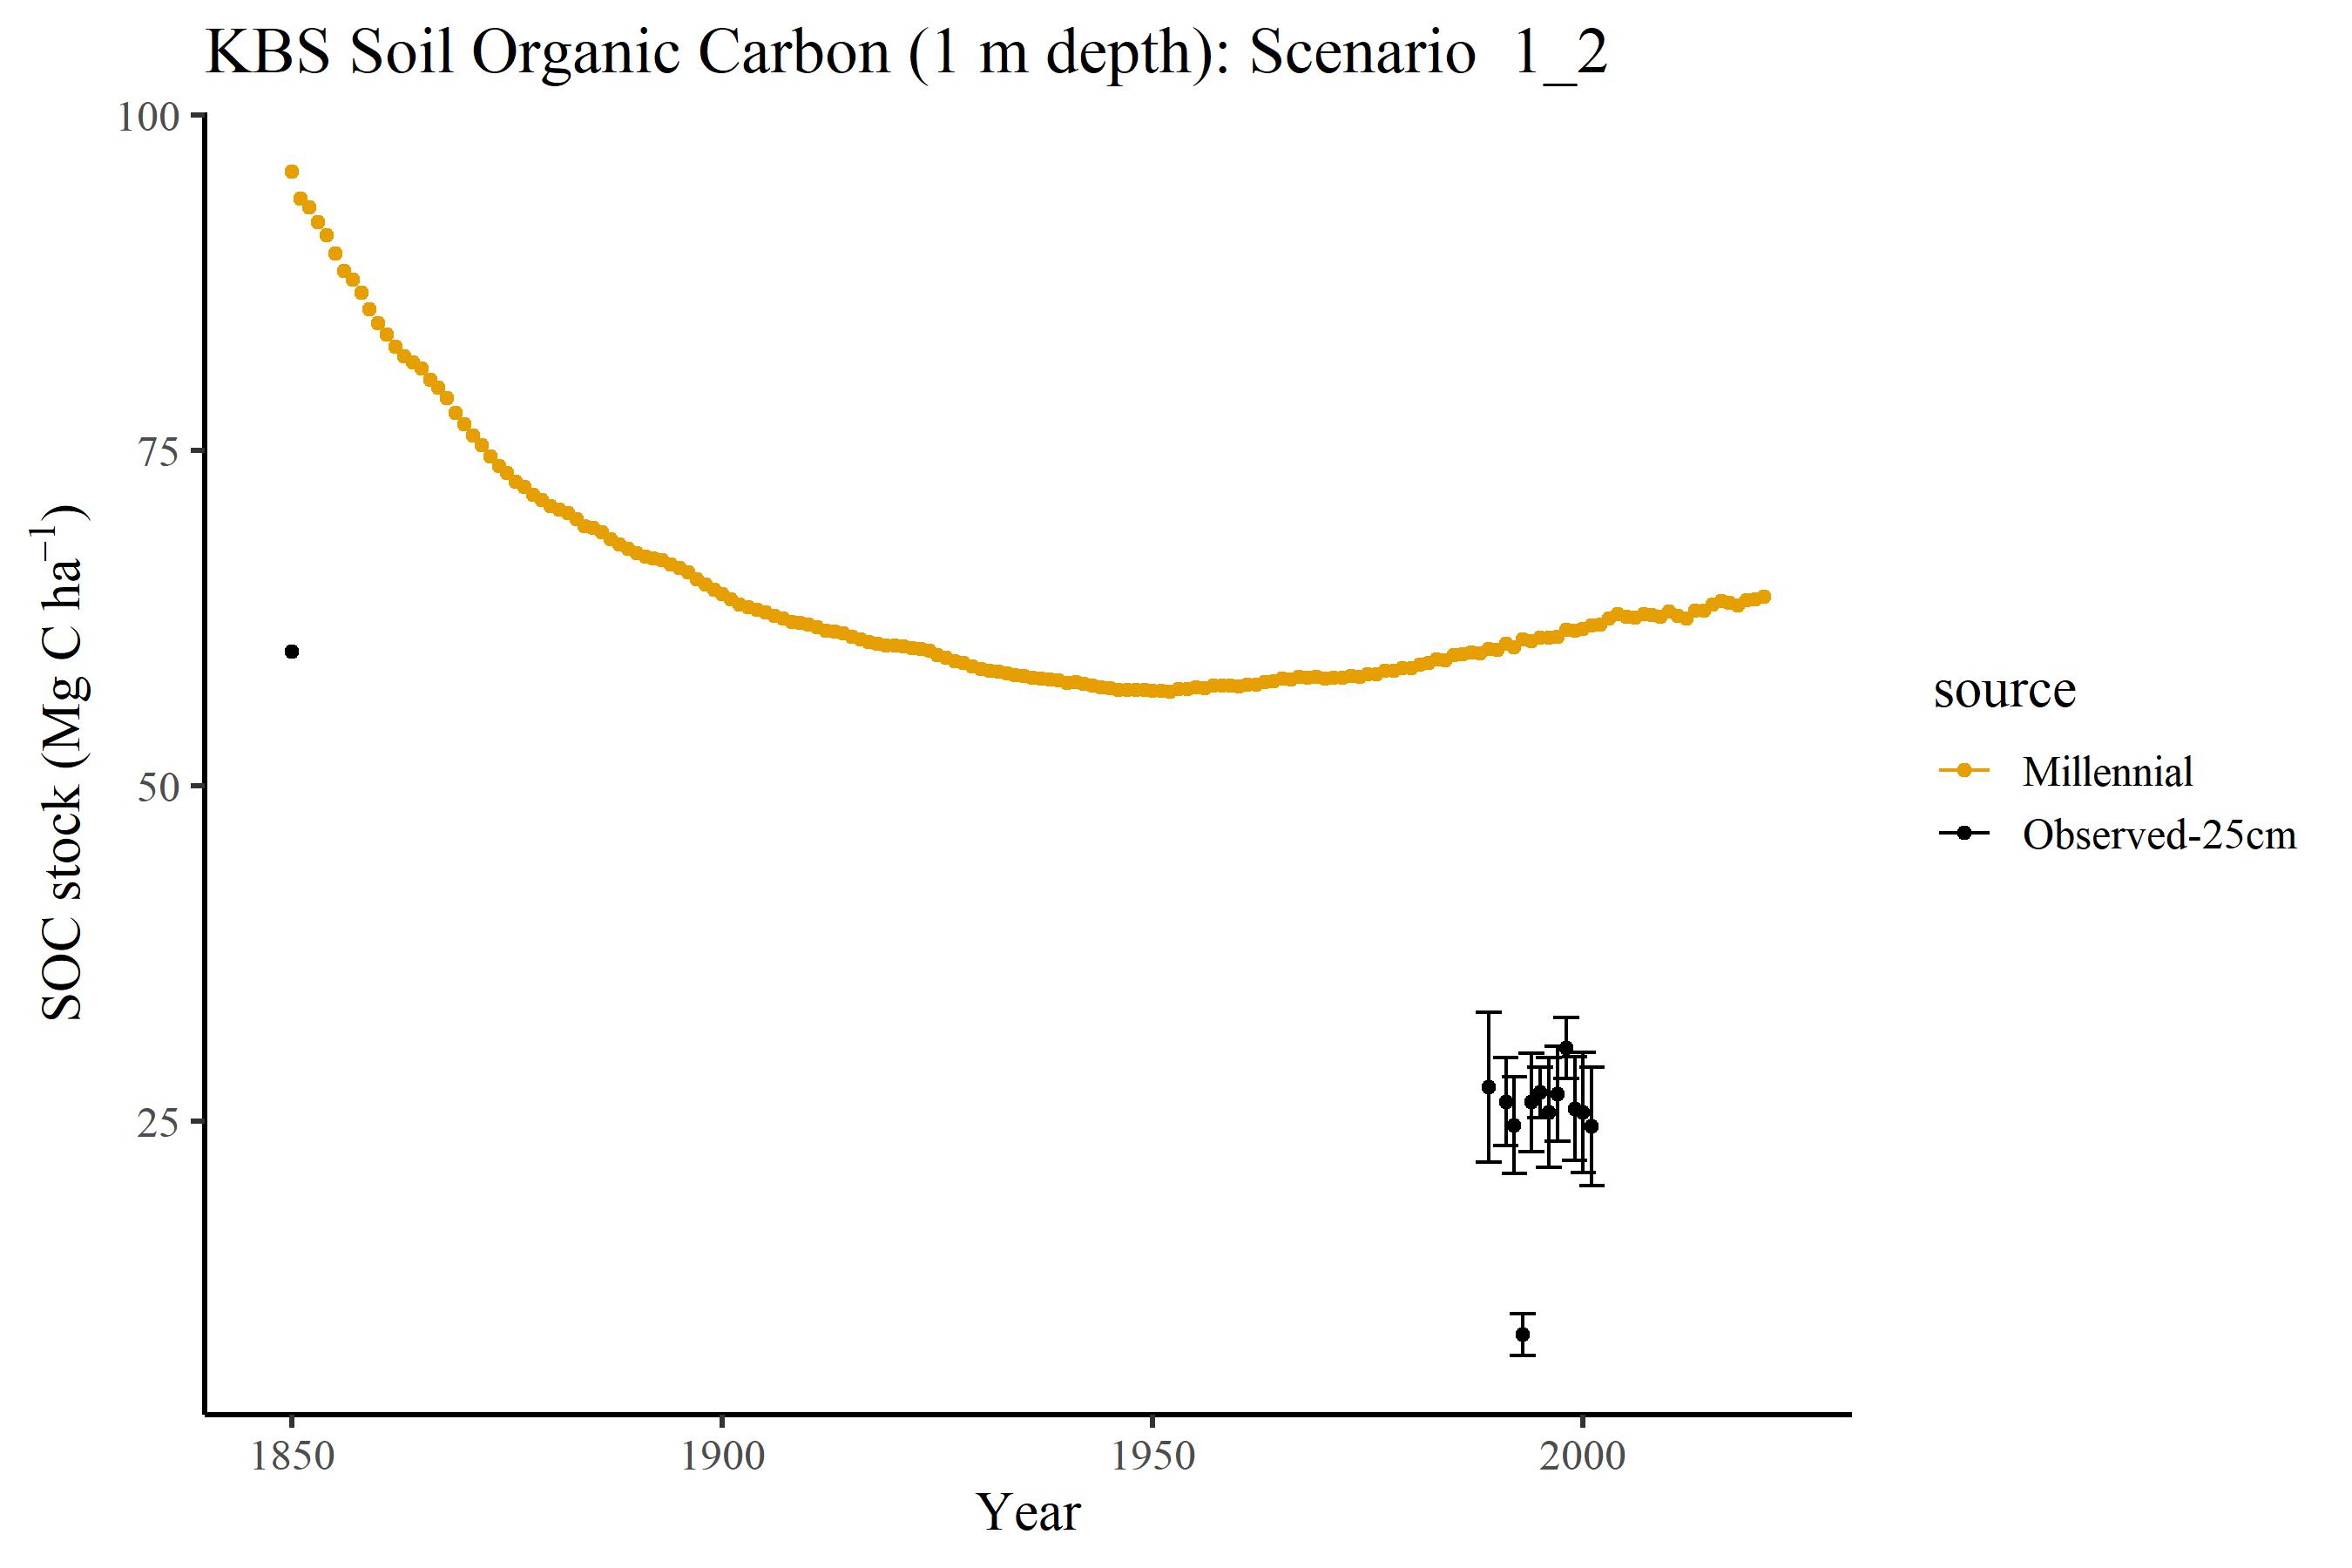 KBS Soil Organic Carbon (1 m depth): Scenario  1_2
SOC stock (Mg C ha⁻¹)
100
75
50
25
1850
1900
1950
2000
Year
source
Millennial
Observed-25cm